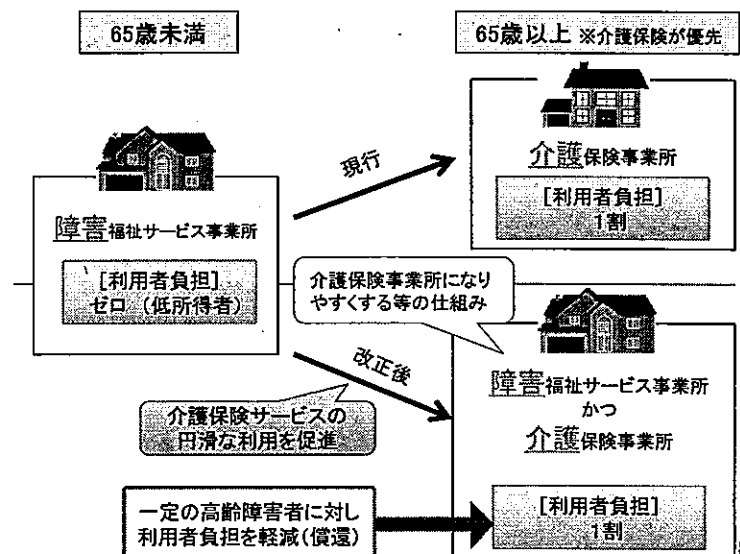 65歳未満
65歳以上 ※介護保険が優先
現行
介護保険事業所
[利用者負担]
1割
障害福祉サービス事業所
[利用者負担]
ゼロ (低所得者)
介護保険事業所になり
やすくする等の仕組み
改正後
介護保険サービスの
円滑な利用を促進
障害福祉サービス事業所
かつ
介護保険事業所
一定の高齢障害者に対し
利用者負担を軽減(償還)
[利用者負担]
1割